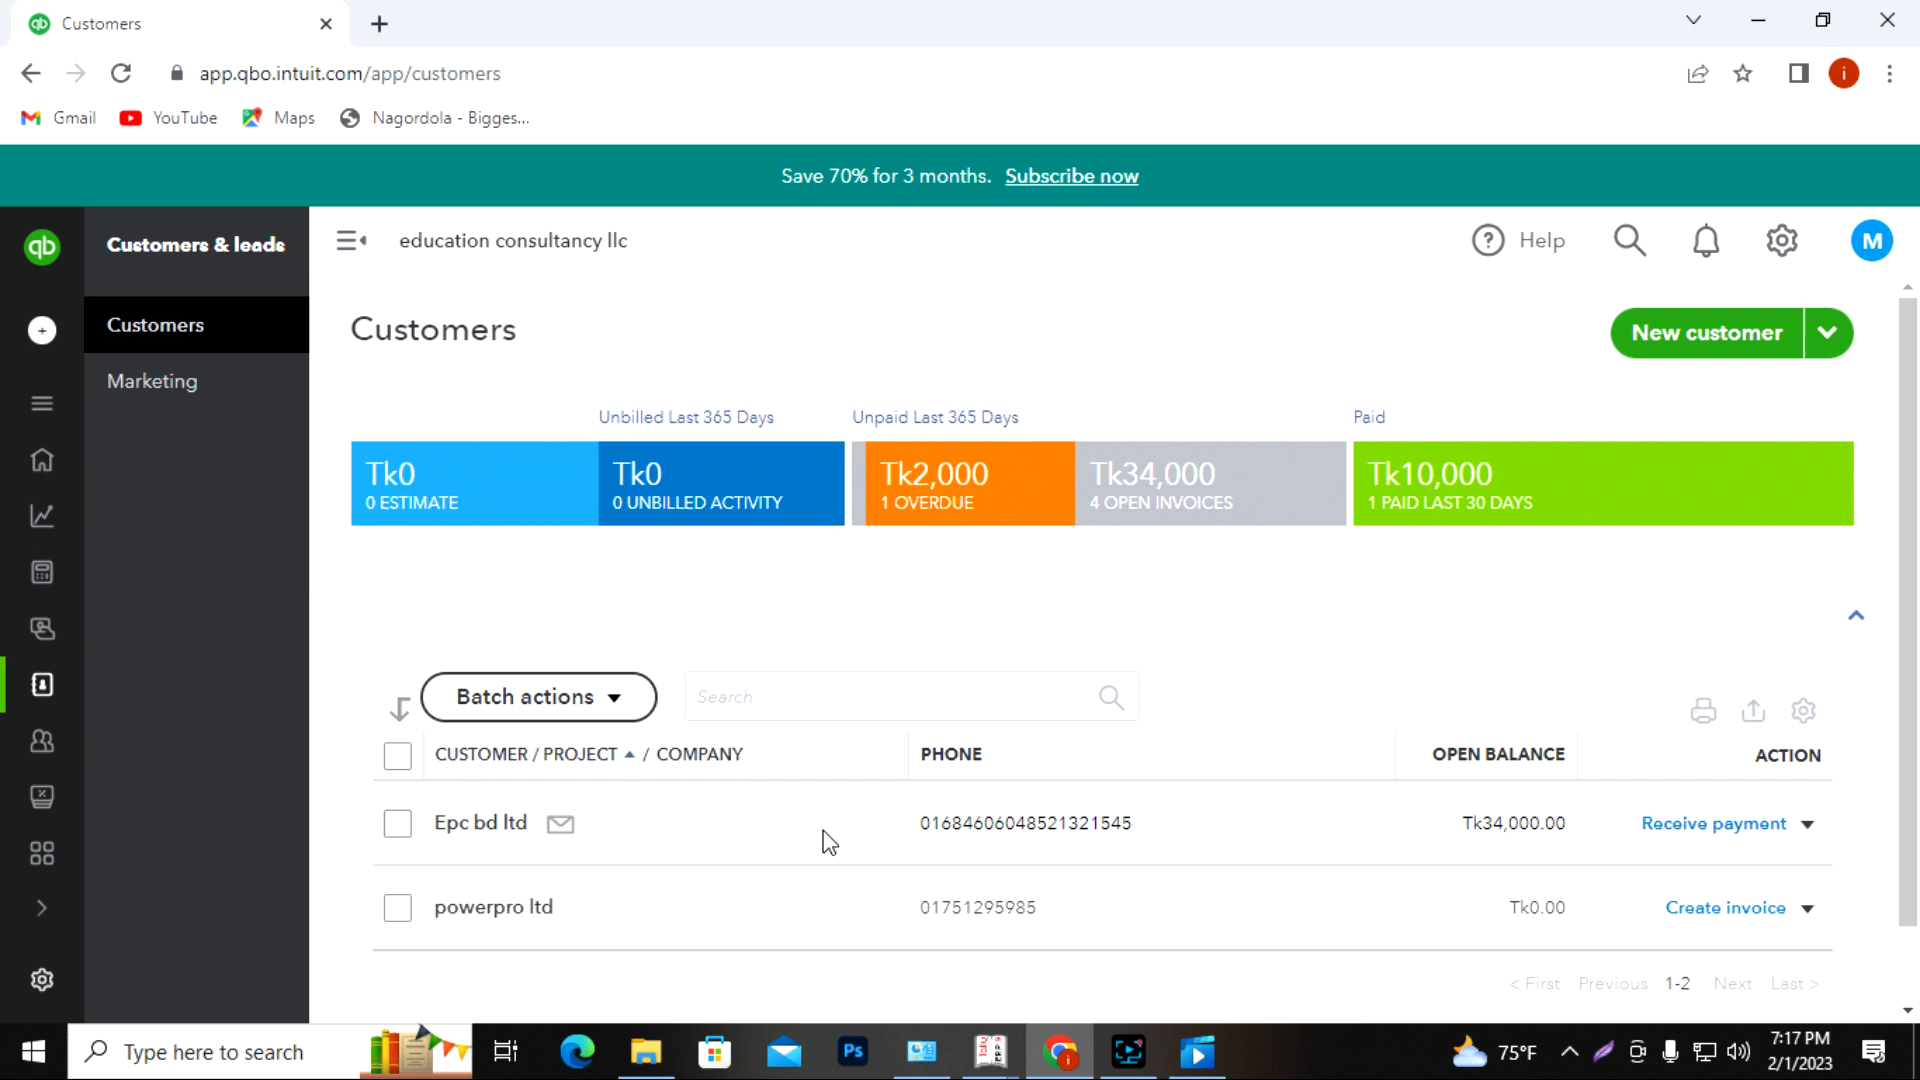 Customers
app.qbo.intuit.com/app/customers
i
Gmail
YouTube
Maps
Nagordola - Bigges...
Save 70% for 3 months. Subscribe now
qb
Customers & leads
education consultancy llc
Help
M
Customers
Marketing
Customers
New customer
Unbilled Last 365 Days
Unpaid Last 365 Days
Paid
Tk0
0 ESTIMATE
Tk0
0 UNBILLED ACTIVITY
Tk2,000
1 OVERDUE
Tk34,000
4 OPEN INVOICES
Tk10,000
1 PAID LAST 30 DAYS
Batch actions
Search
CUSTOMER / PROJECT / COMPANY
PHONE
OPEN BALANCE
ACTION
Epc bd ltd
01684606048521321545
Tk34,000.00
Receive payment
powerpro ltd
01751295985
Tk0.00
Create invoice
< First Previous 1-2 Next Last >
Type here to search
Ps
75°F
7:17 PM
2/1/2023